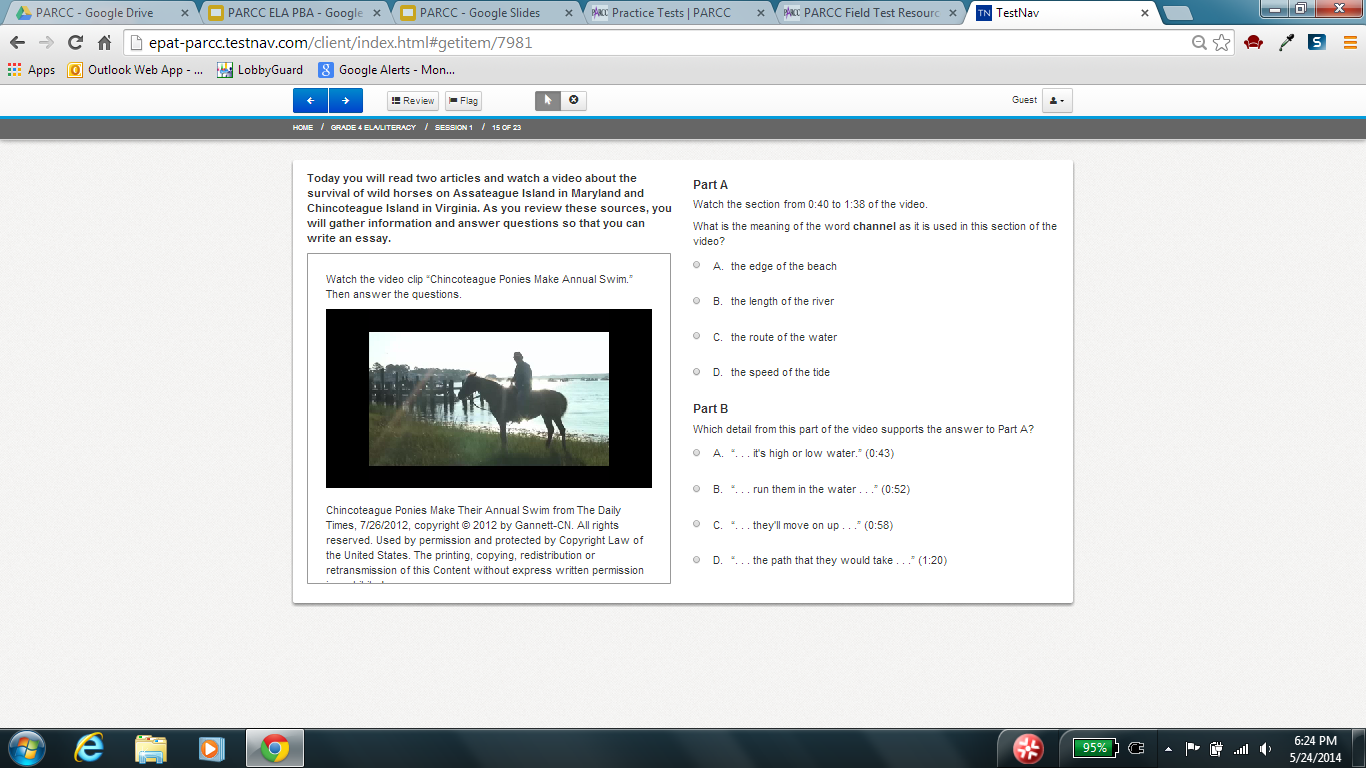 PARCC - Google Drive
PARCC ELA PBA - Google
PARCC - Google Slides
Practice Tests | PARCC
PARCC Field Test Resourc
TN TestNav
epat-parcc.testnav.com/client/index.html#getitem/7981
Apps
Outlook Web App - ...
LobbyGuard
Google Alerts - Mon...
Review
Flag
Guest
HOME / GRADE 4 ELA/LITERACY / SESSION 1 / 15 OF 23
Today you will read two articles and watch a video about the
survival of wild horses on Assateague Island in Maryland and
Chincoteague Island in Virginia. As you review these sources, you
will gather information and answer questions so that you can
write an essay.
Watch the video clip “Chincoteague Ponies Make Annual Swim.”
Then answer the questions.
Chincoteague Ponies Make Their Annual Swim from The Daily
Times, 7/26/2012, copyright © 2012 by Gannett-CN. All rights
reserved. Used by permission and protected by Copyright Law of
the United States. The printing, copying, redistribution or
retransmission of this Content without express written permission
Part A
Watch the section from 0:40 to 1:38 of the video.
What is the meaning of the word channel as it is used in this section of the
video?
A. the edge of the beach
B. the length of the river
C. the route of the water
D. the speed of the tide
Part B
Which detail from this part of the video supports the answer to Part A?
A. “. . . it's high or low water.” (0:43)
B. “. . . run them in the water . . .” (0:52)
C. “. . . they'll move on up . . .” (0:58)
D. “. . . the path that they would take . . .” (1:20)
95%
6:24 PM
5/24/2014